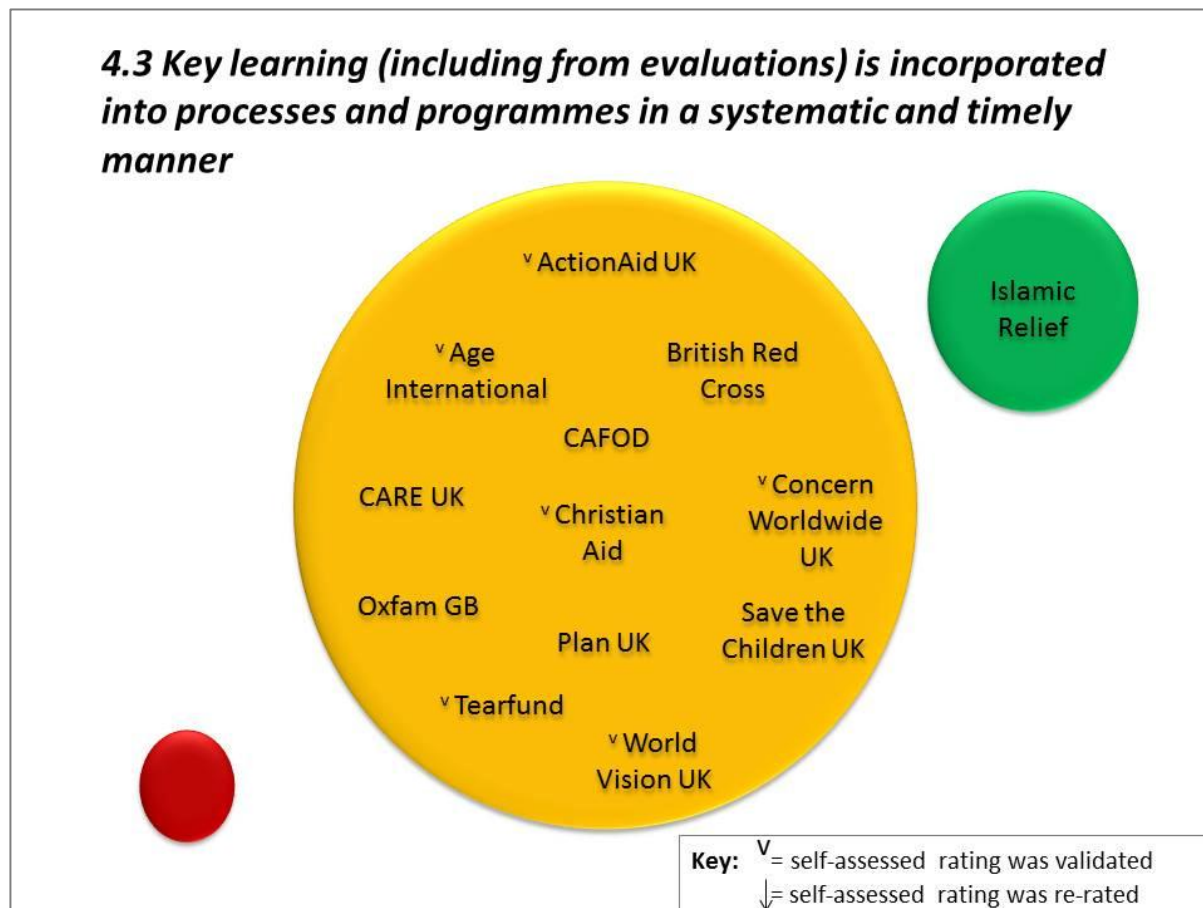 4.3 Key learning (including from evaluations) is incorporated
into processes and programmes in a systematic and timely
manner
v ActionAid UK
Islamic
Relief
v Age
International
British Red
Cross
CAFOD
CARE UK
v Christian
Aid
v Concern
Worldwide
UK
Oxfam GB
Plan UK
Save the
Children UK
v Tearfund
v World
Vision UK
Key: v = self-assessed rating was validated
↓= self-assessed rating was re-rated